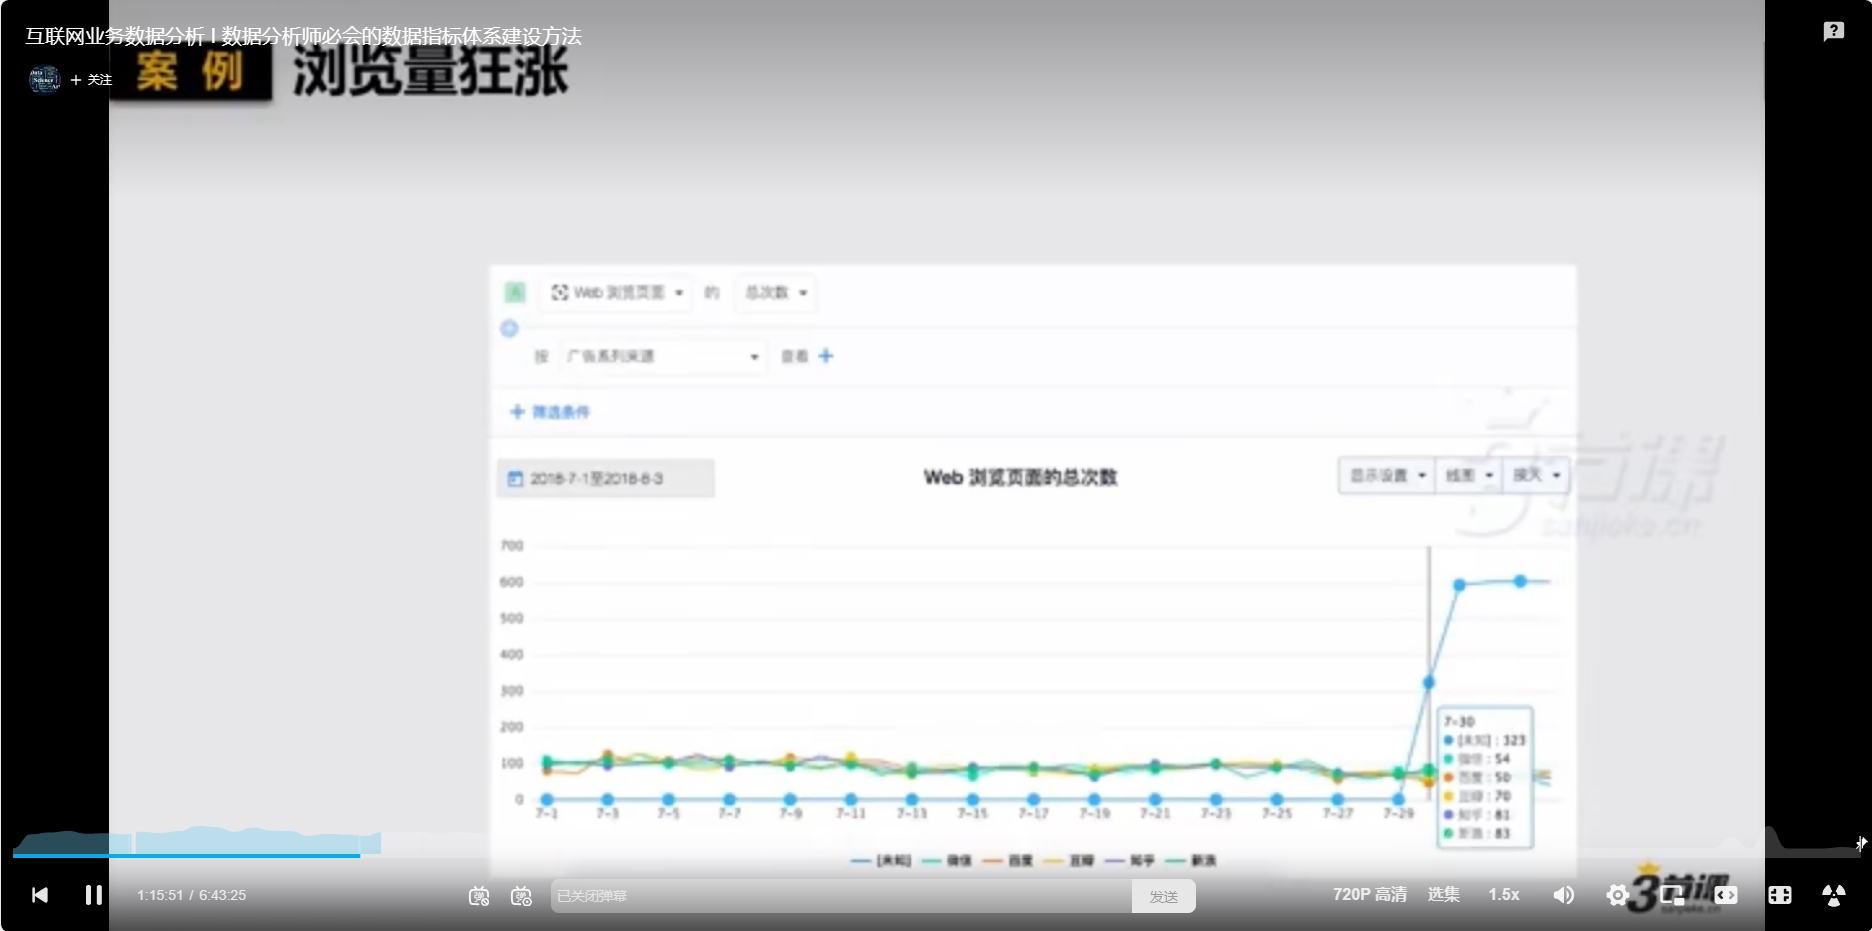 互联网业务数据分析 | 数据分析师必会的数据指标体系建设方法
+ 关注
案例 浏览量狂涨
Web 浏览页面 的 总次数
按 广告系列来源 查看 +
+ 筛选条件
2018-7-1至2018-8-3
Web 浏览页面的总次数
显示设置 线图 按天
三节课
sanjieke.cn
700
600
500
400
300
200
100
0
7-1 7-3 7-5 7-7 7-9 7-11 7-13 7-15 7-17 7-19 7-21 7-23 7-25 7-27 7-29
7-30
[未知]:323
微信:54
百度:50
豆瓣:70
知乎:81
新浪:83
[未知] 微信 百度 豆瓣 知乎 新浪
1:15:51 / 6:43:25
已关闭弹幕
发送
720P 高清 选集 1.5x
三节课
sanjieke.cn